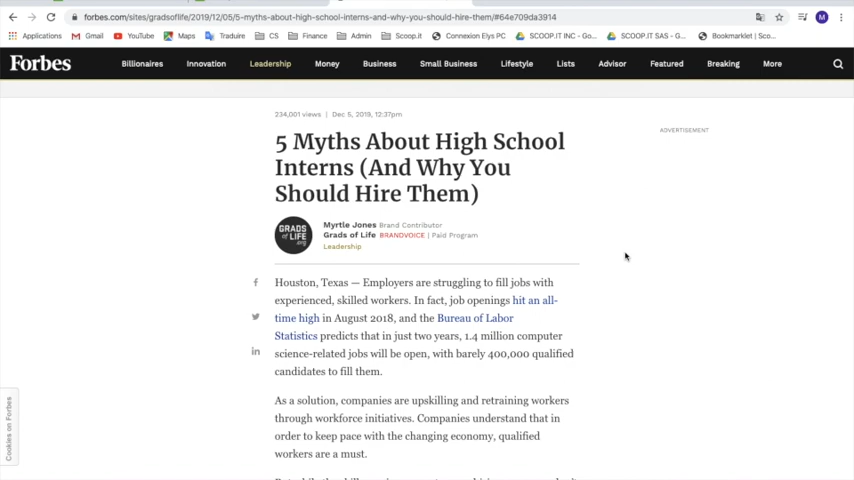 forbes.com/sites/gradsoflife/2019/12/05/5-myths-about-high-school-interns-and-why-you-should-hire-them/#64e709da3914
M
Applications Gmail YouTube Maps Traduire CS Finance Admin Scoop.it Connexion Elys PC SCOOP.IT INC - Go... SCOOP.IT SAS - G... Bookmarklet | Sco...
Forbes Billionaires Innovation Leadership Money Business Small Business Lifestyle Lists Advisor Featured Breaking More
234,001 views | Dec 5, 2019, 12:37pm
ADVERTISEMENT
5 Myths About High School
Interns (And Why You
Should Hire Them)
GRADS
of LIFE
.org
Myrtle Jones Brand Contributor
Grads of Life BRANDVOICE | Paid Program
Leadership
Houston, Texas — Employers are struggling to fill jobs with
experienced, skilled workers. In fact, job openings hit an all-
time high in August 2018, and the Bureau of Labor
Statistics predicts that in just two years, 1.4 million computer
science-related jobs will be open, with barely 400,000 qualified
candidates to fill them.
As a solution, companies are upskilling and retraining workers
through workforce initiatives. Companies understand that in
order to keep pace with the changing economy, qualified
workers are a must.
Cookies on Forbes